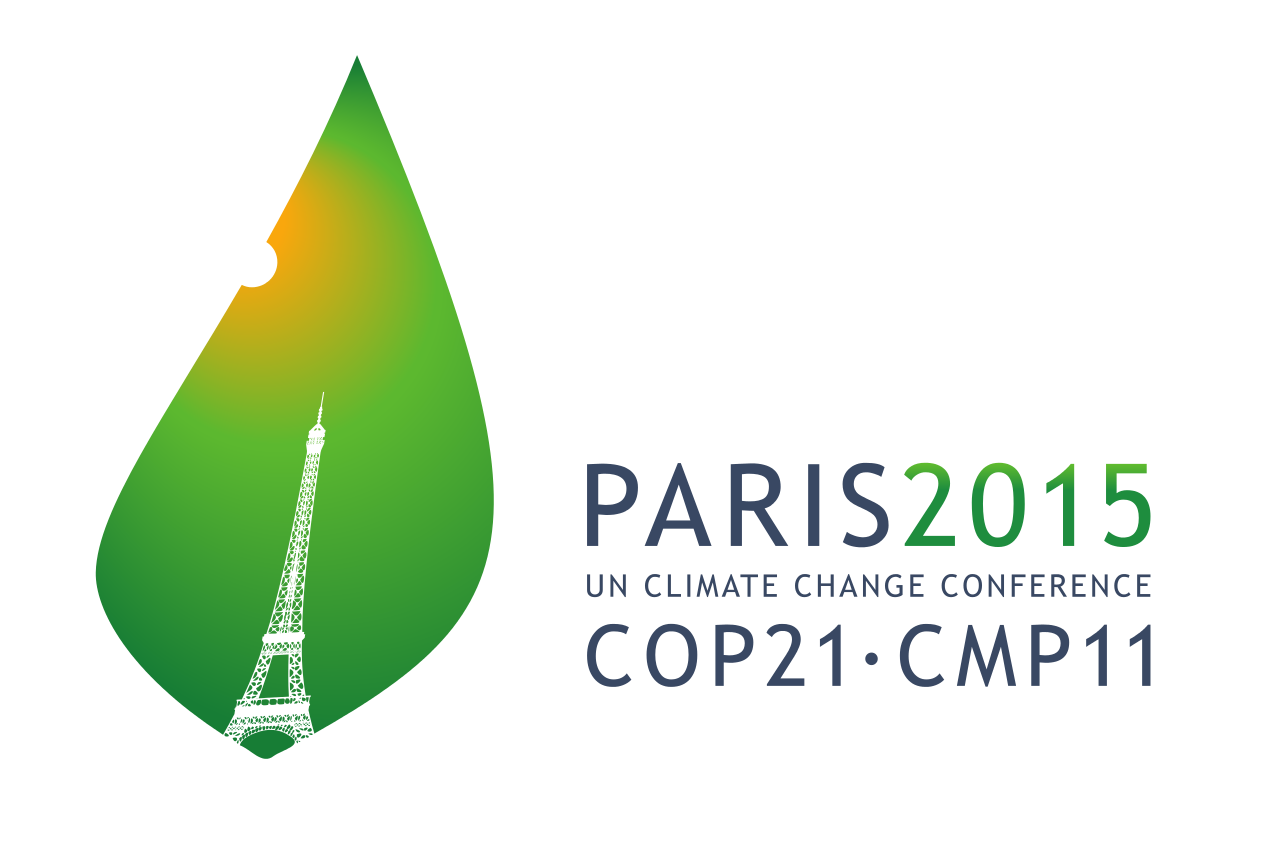 PARIS2015
UN CLIMATE CHANGE CONFERENCE
COP21·CMP11